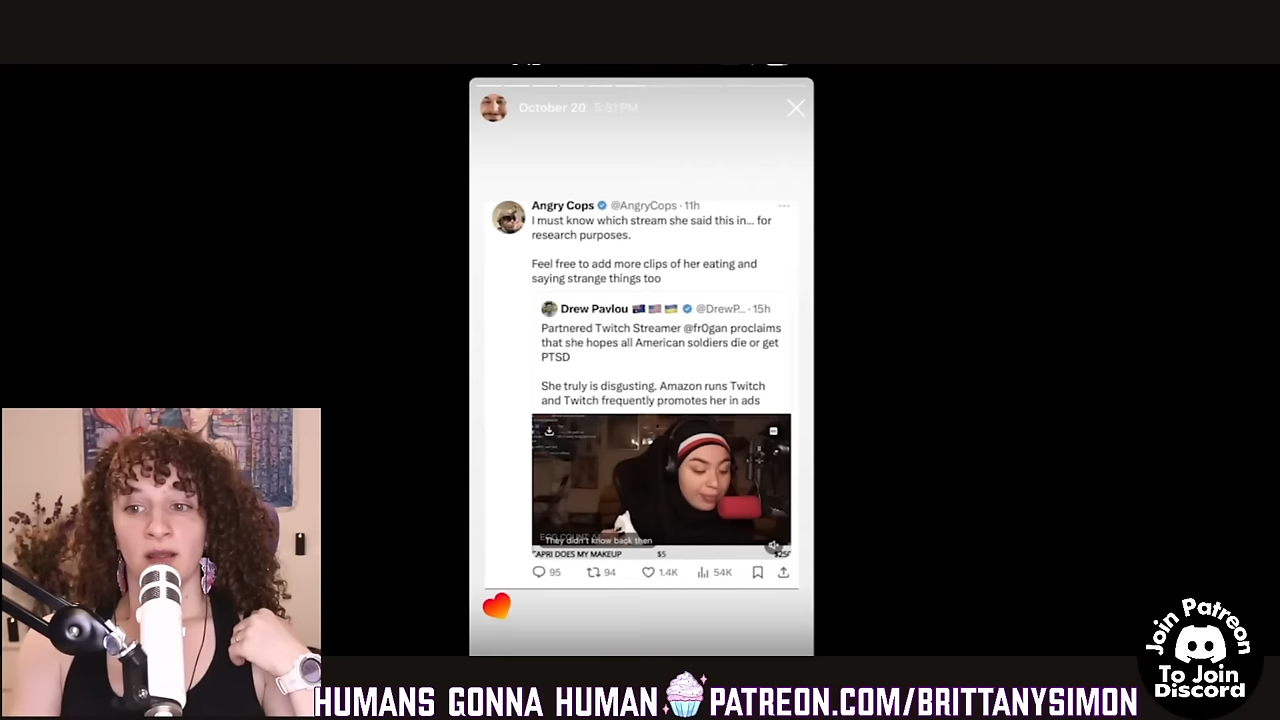 October 20 5:51PM
Angry Cops @AngryCops · 11h
I must know which stream she said this in... for
research purposes.
Feel free to add more clips of her eating and
saying strange things too
Drew Pavlou @DrewP... · 15h
Partnered Twitch Streamer @fr0gan proclaims
that she hopes all American soldiers die or get
PTSD
She truly is disgusting. Amazon runs Twitch
and Twitch frequently promotes her in ads
They didn't know back then
CAPRI DOES MY MAKEUP $5
95 94 1.4K 54K
Join Patreon
To Join
Discord
HUMANS GONNA HUMAN PATREON.COM/BRITTANYSIMON